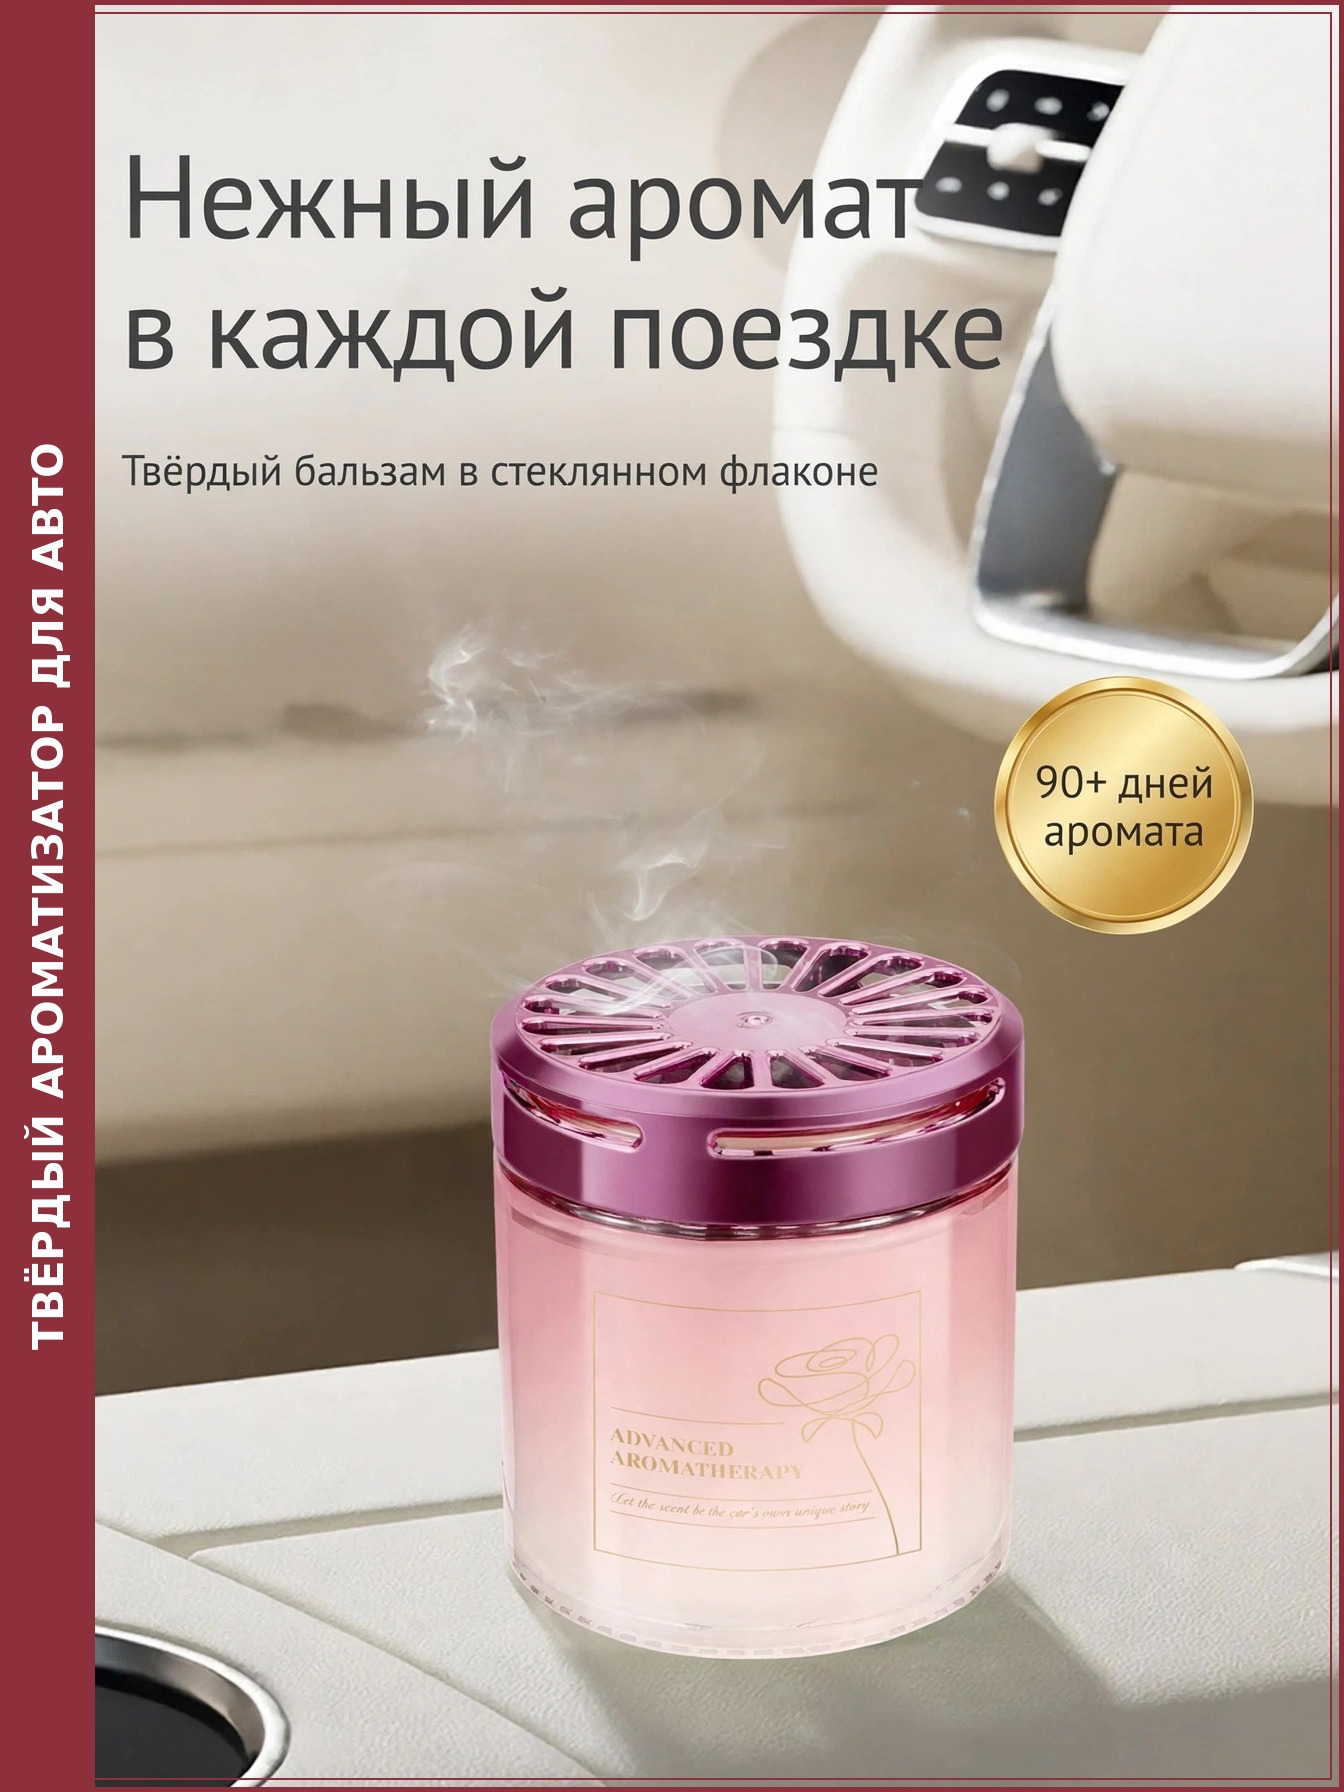 Нежный аромат
в каждой поездке
Твёрдый бальзам в стеклянном флаконе
ТВЁРДЫЙ АРОМАТИЗАТОР ДЛЯ АВТО
90+ дней
аромата
ADVANCED
AROMATHERAPY
Let the scent be the car's own unique story